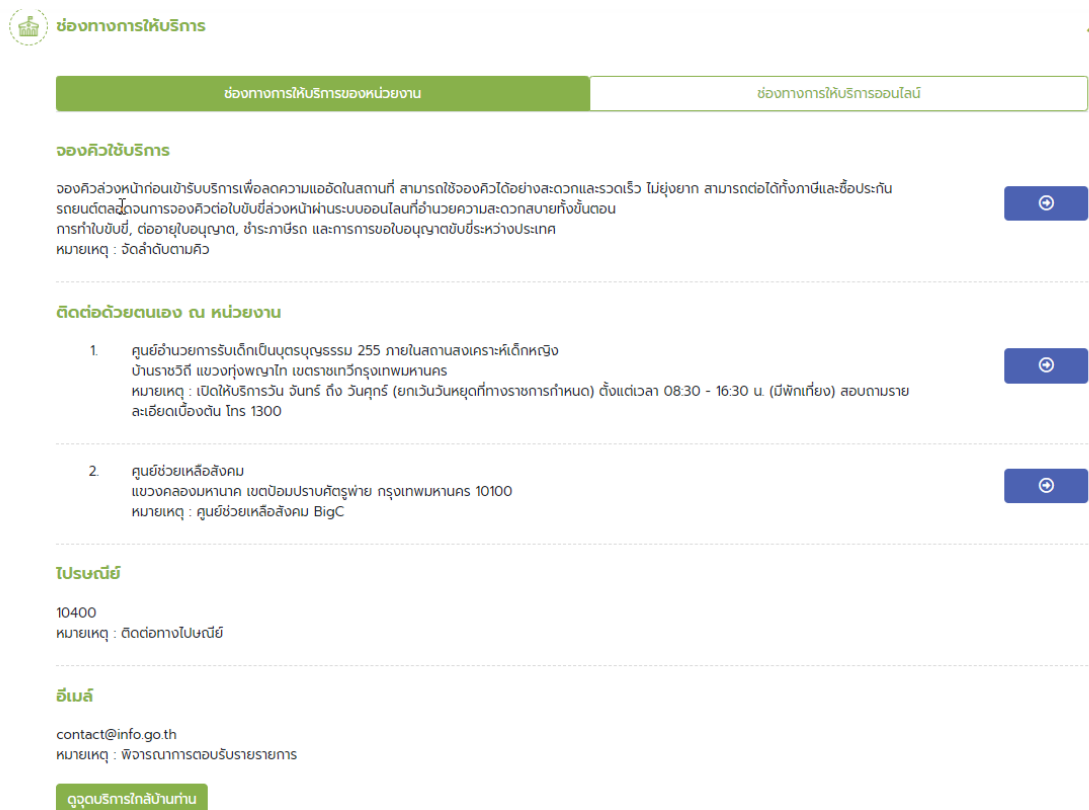 ช่องทางการให้บริการ
ช่องทางการให้บริการของหน่วยงาน
ช่องทางการให้บริการออนไลน์
จองคิวใช้บริการ
จองคิวล่วงหน้าก่อนเข้ารับบริการเพื่อลดความแออัดในสถานที่ สามารถใช้จองคิวได้อย่างสะดวกและรวดเร็ว ไม่ยุ่งยาก สามารถต่อได้ทั้งภาษีและซื้อประกัน
รถยนต์ตลอดจนการจองคิวต่อใบขับขี่ล่วงหน้าผ่านระบบออนไลนที่อำนวยความสะดวกสบายทั้งขั้นตอน
การทำใบขับขี่, ต่ออายุใบอนุญาต, ชำระภาษีรถ และการการขอใบอนุญาตขับขี่ระหว่างประเทศ
หมายเหตุ : จัดลำดับตามคิว
ติดต่อด้วยตนเอง ณ หน่วยงาน
1. ศูนย์อำนวยการรับเด็กเป็นบุตรบุญธรรม 255 ภายในสถานสงเคราะห์เด็กหญิง
บ้านราชวิถี แขวงทุ่งพญาไท เขตราชเทวีกรุงเทพมหานคร
หมายเหตุ : เปิดให้บริการวัน จันทร์ ถึง วันศุกร์ (ยกเว้นวันหยุดที่ทางราชการกำหนด) ตั้งแต่เวลา 08:30 - 16:30 น. (มีพักเที่ยง) สอบถามราย
ละเอียดเบื้องต้น โทร 1300
2. ศูนย์ช่วยเหลือสังคม
แขวงคลองมหานาค เขตป้อมปราบศัตรูพ่าย กรุงเทพมหานคร 10100
หมายเหตุ : ศูนย์ช่วยเหลือสังคม BigC
ไปรษณีย์
10400
หมายเหตุ : ติดต่อทางไปษณีย์
อีเมล์
contact@info.go.th
หมายเหตุ : พิจารณาการตอบรับรายรายการ
ดูจุดบริการใกล้บ้านท่าน